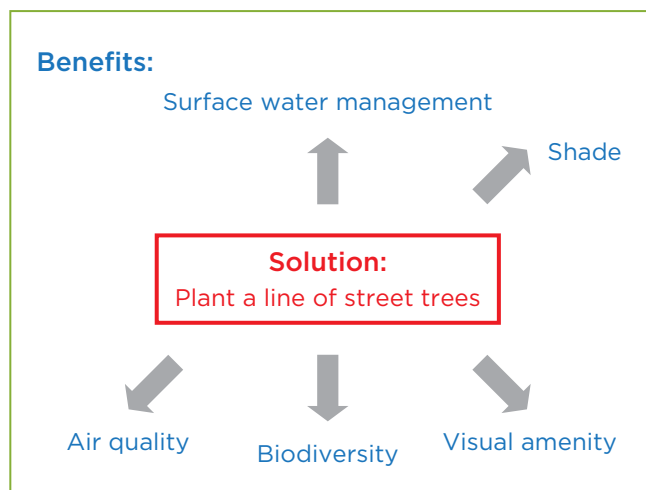 Benefits:
Surface water management
Shade
Solution:
Plant a line of street trees
Air quality
Biodiversity
Visual amenity